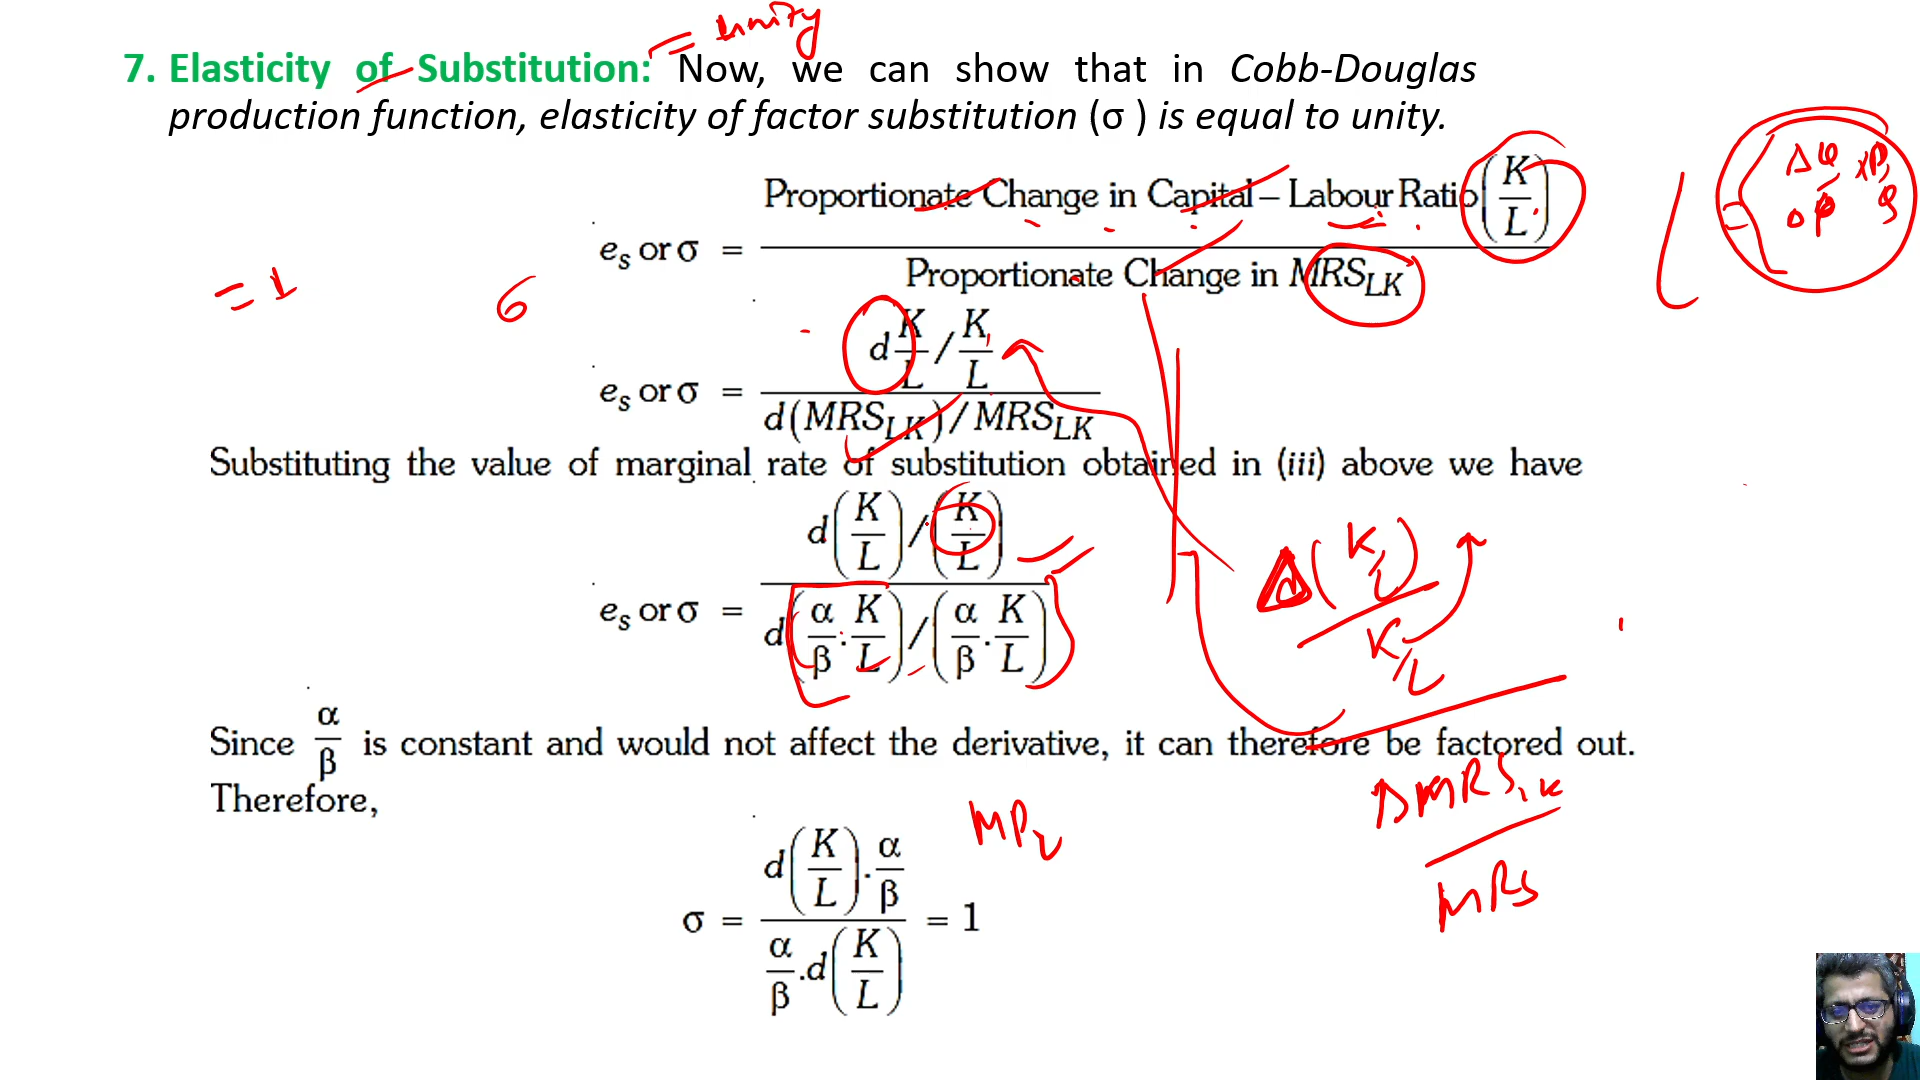 = unity
7. Elasticity of Substitution: Now, we can show that in Cobb-Douglas
production function, elasticity of factor substitution (σ ) is equal to unity.
e_s or σ = Proportionate Change in Capital – Labour Ratio (K/L) / Proportionate Change in MRS_LK
= 1
6
e_s or σ = d K/L / K/L / d(MRS_LK) / MRS_LK
Substituting the value of marginal rate of substitution obtained in (iii) above we have
e_s or σ = d(K/L) / (K/L) / d(α/β . K/L) / (α/β . K/L)
Δ(K/L)
K/L
Since α/β is constant and would not affect the derivative, it can therefore be factored out.
Therefore,
ΔMRS_LK
MRS
MP_L
σ = d(K/L) . α/β / α/β . d(K/L) = 1